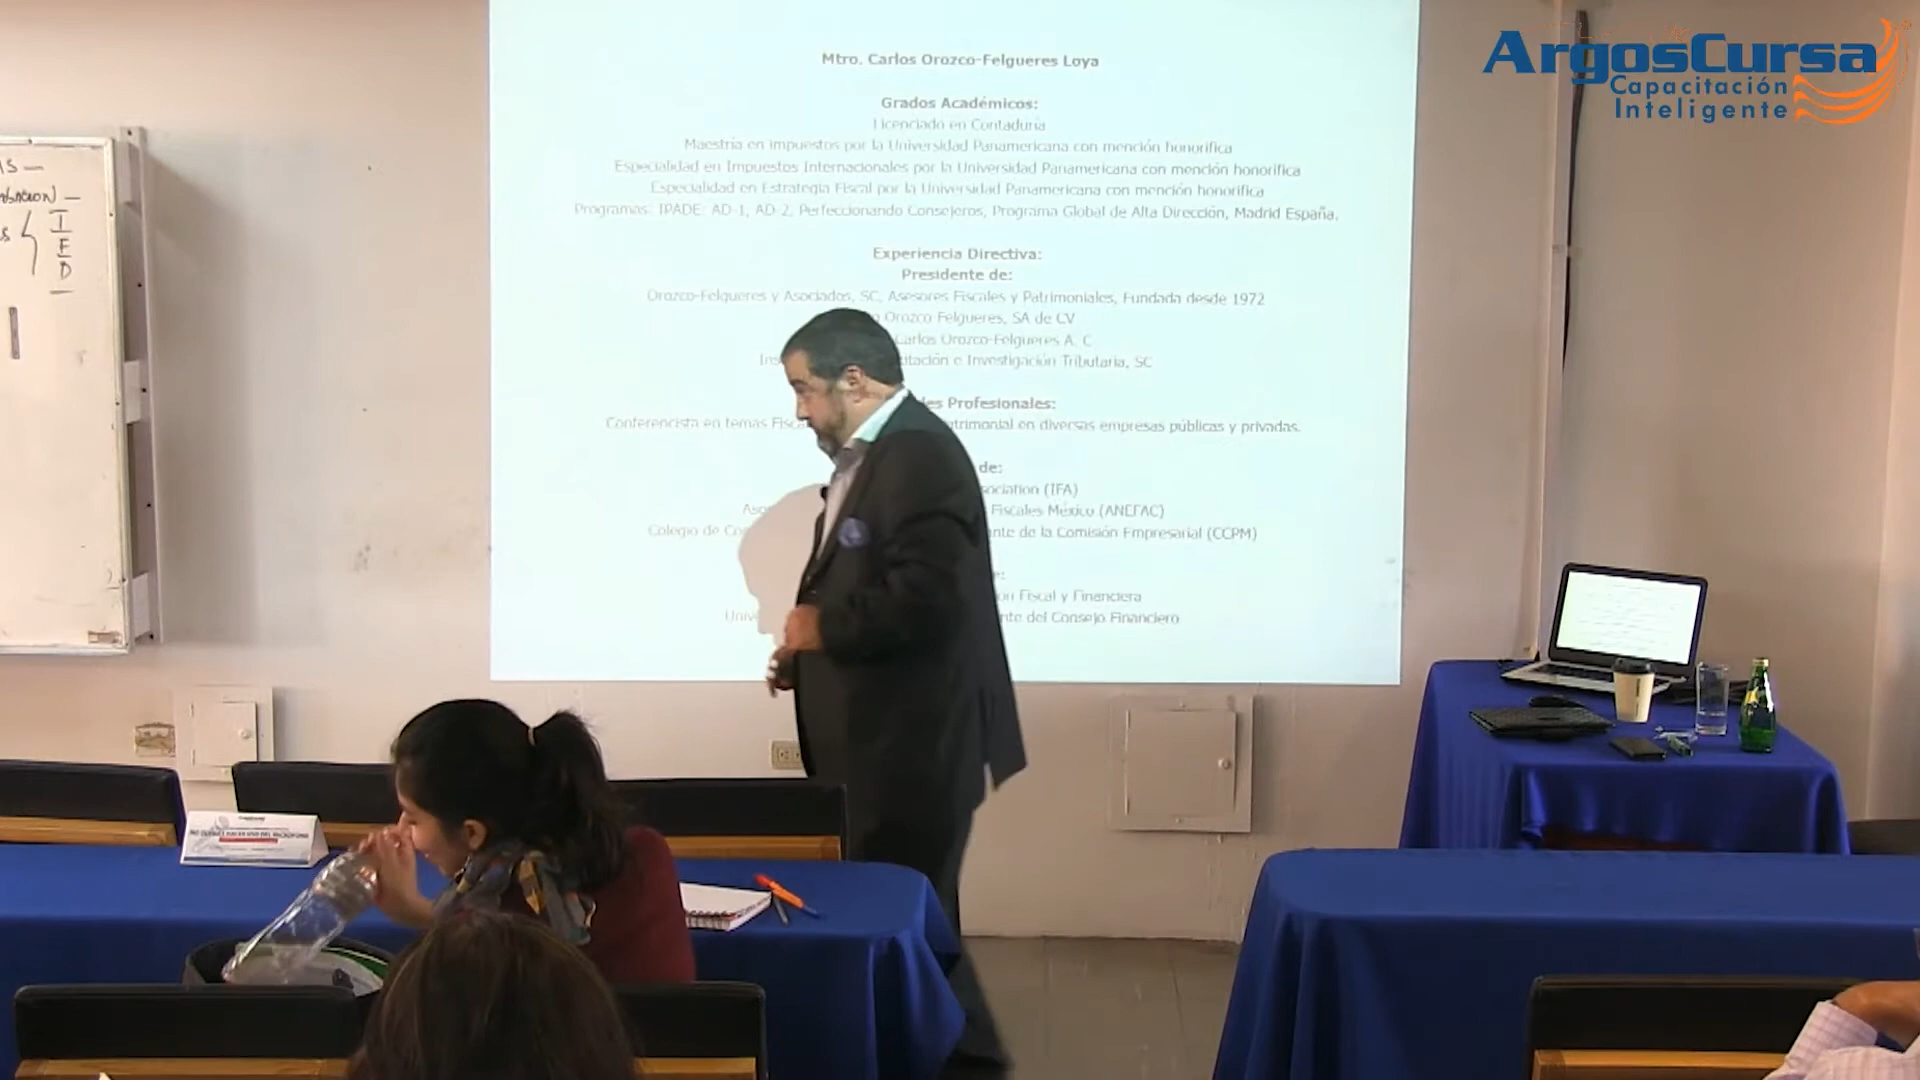 ArgosCursa
Capacitación
Inteligente
Mtro. Carlos Orozco-Felgueres Loya
Grados Académicos:
Licenciado en Contaduría
Maestría en impuestos por la Universidad Panamericana con mención honorífica
Especialidad en Impuestos Internacionales por la Universidad Panamericana con mención honorífica
Especialidad en Estrategia Fiscal por la Universidad Panamericana con mención honorífica
Programas: IPADE: AD-1, AD-2, Perfeccionando Consejeros, Programa Global de Alta Dirección, Madrid España.
Experiencia Directiva:
Presidente de:
Orozco-Felgueres y Asociados, SC, Asesores Fiscales y Patrimoniales, Fundada desde 1972
Orozco Felgueres, SA de CV
Carlos Orozco-Felgueres A. C
e Investigación Tributaria, SC
Profesionales:
Conferencista en temas en diversas empresas públicas y privadas.
de:
(IFA)
Fiscales México (ANEFAC)
Colegio de de la Comisión Empresarial (CCPM)
Fiscal y Financiera
del Consejo Financiero
I
E
D